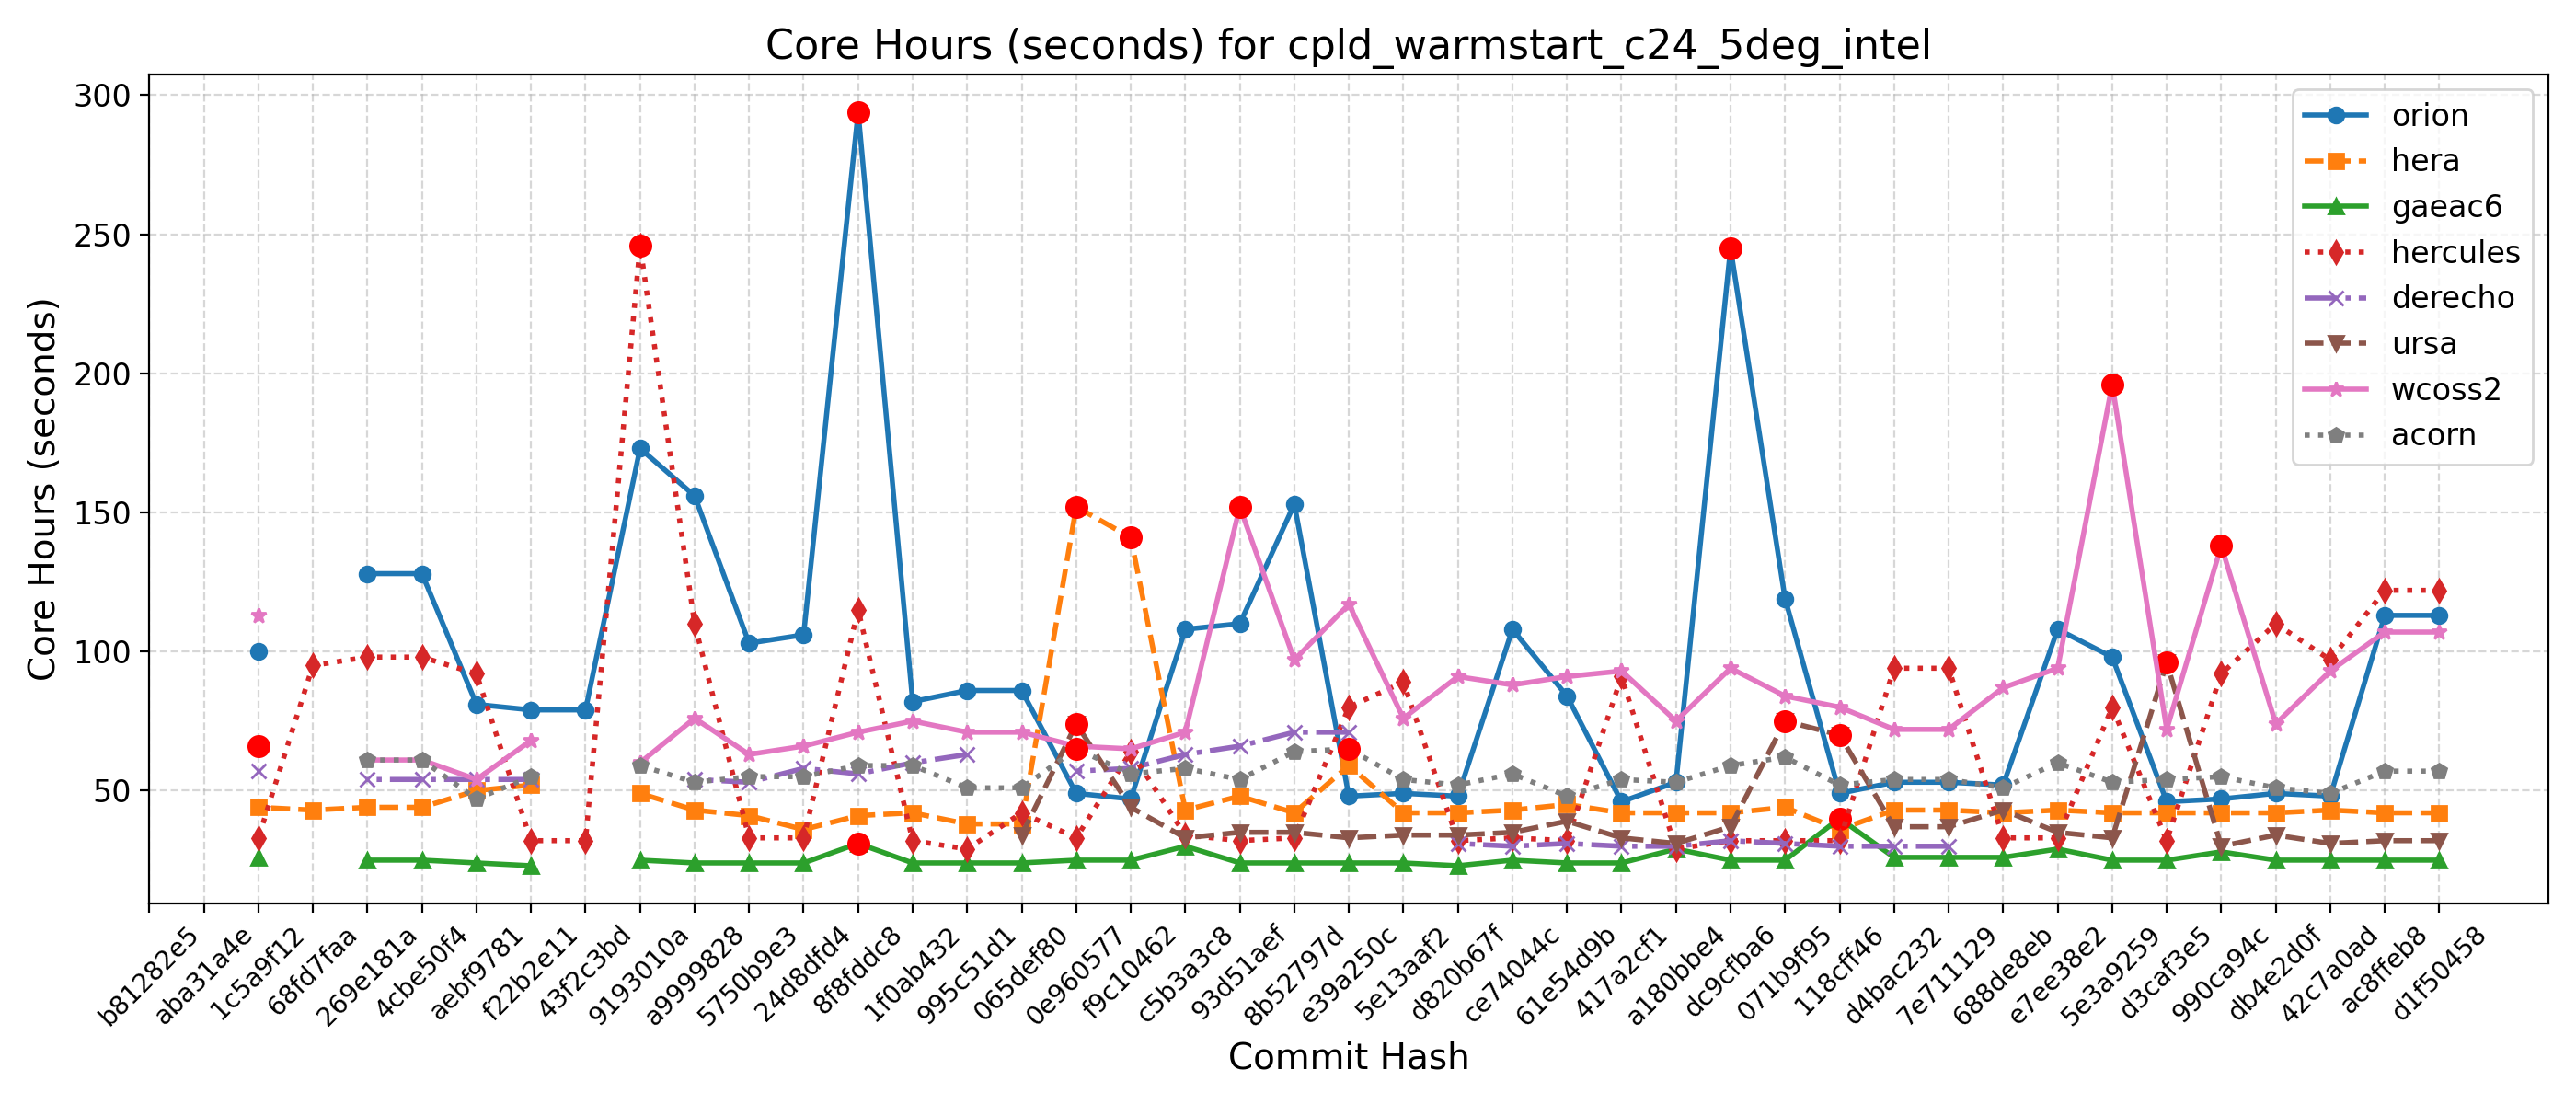 Core Hours (seconds) for cpld_warmstart_c24_5deg_intel
Core Hours (seconds)
300
250
200
150
100
50
orion
hera
gaeac6
hercules
derecho
ursa
wcoss2
acorn
b81282e5
aba31a4e
1c5a9f12
68fd7faa
269e181a
4cbe50f4
aebf9781
f22b2e11
43f2c3bd
9193010a
a9999828
5750b9e3
24d8dfd4
8f8fddc8
1f0ab432
995c51d1
065def80
0e960577
f9c10462
c5b3a3c8
93d51aef
8b52797d
e39a250c
5e13aaf2
d820b67f
ce74044c
61e54d9b
417a2cf1
a180bbe4
dc9cfba6
071b9f95
118cff46
d4bac232
7e711129
688de8eb
e7ee38e2
5e3a9259
d3caf3e5
990ca94c
db4e2d0f
42c7a0ad
ac8ffeb8
d1f50458
Commit Hash